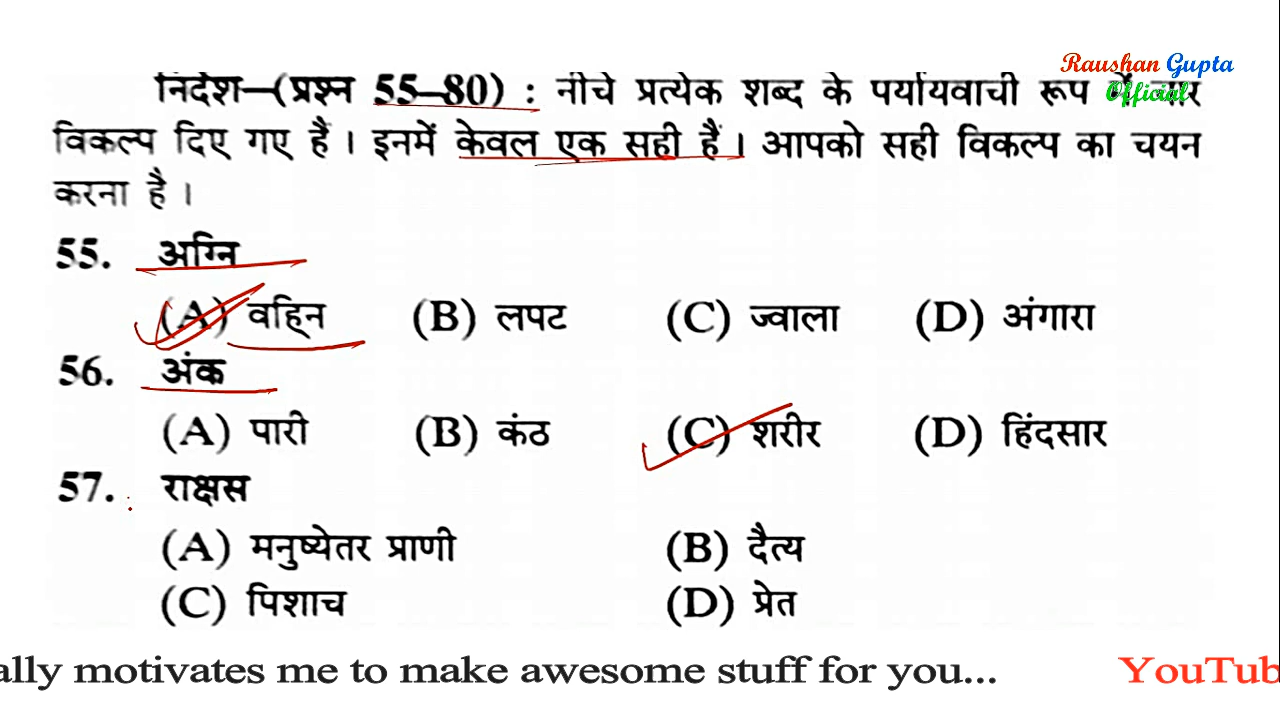 Raushan Gupta
Official
निर्देश—(प्रश्न 55–80) : नीचे प्रत्येक शब्द के पर्यायवाची रूप में चार
विकल्प दिए गए हैं । इनमें केवल एक सही है । आपको सही विकल्प का चयन
करना है ।
55. अग्नि
(A) वह्नि (B) लपट (C) ज्वाला (D) अंगारा
56. अंक
(A) पारी (B) कंठ (C) शरीर (D) हिंदसार
57. राक्षस
(A) मनुष्येतर प्राणी (B) दैत्य
(C) पिशाच (D) प्रेत
ally motivates me to make awesome stuff for you... YouTub